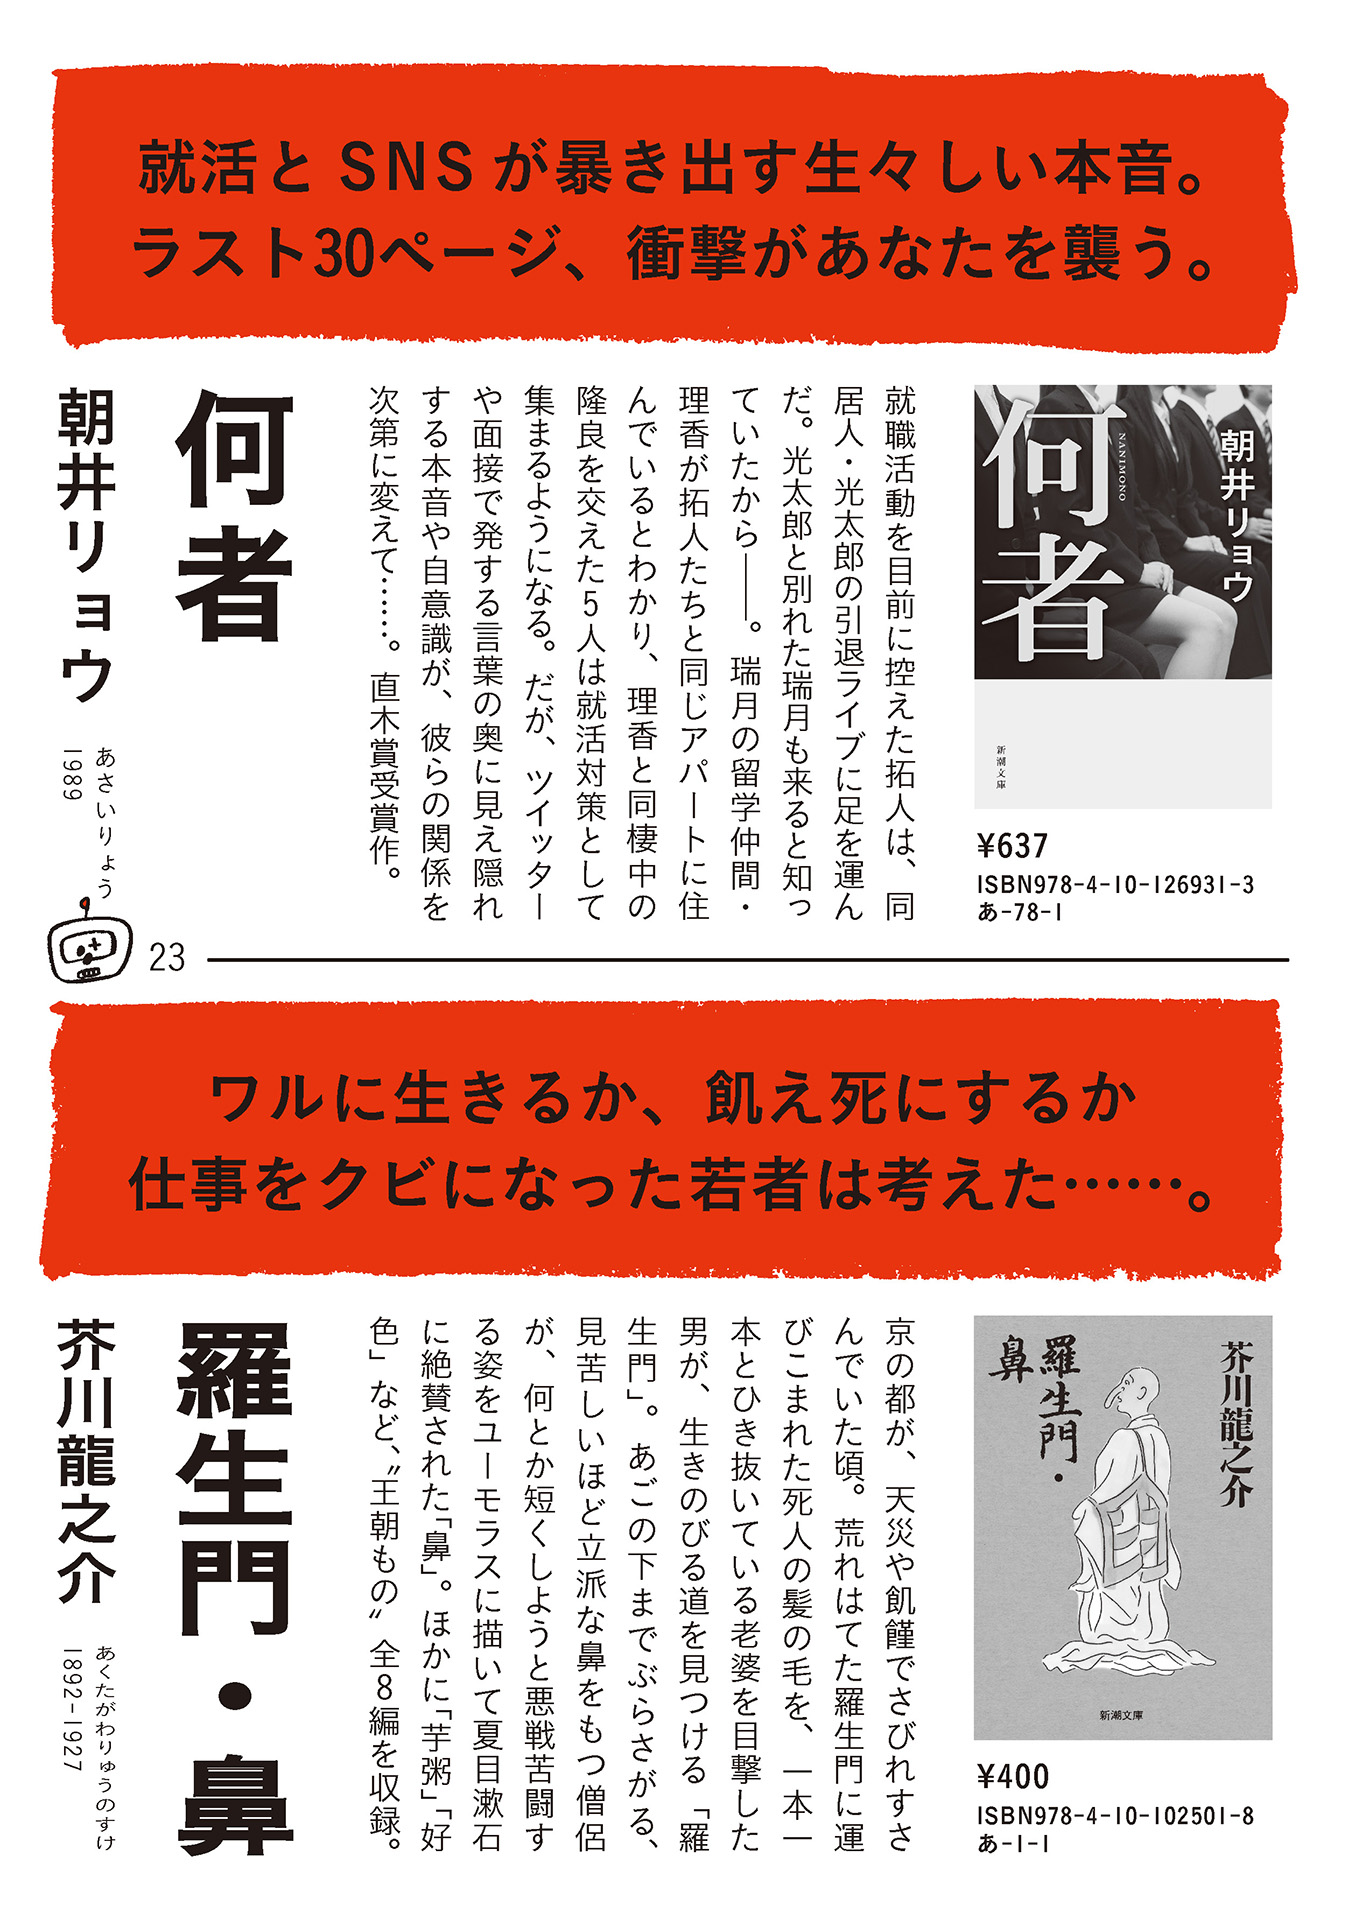 就活とSNSが暴き出す生々しい本音。
ラスト30ページ、衝撃があなたを襲う。
朝井リョウ
何者
NANIMONO
新潮文庫
¥637
ISBN978-4-10-126931-3
あ-78-1
就職活動を目前に控えた拓人は、同
居人・光太郎の引退ライブに足を運ん
だ。光太郎と別れた瑞月も来ると知っ
ていたから――。瑞月の留学仲間・
理香が拓人たちと同じアパートに住
んでいるとわかり、理香と同棲中の
隆良を交えた5人は就活対策として
集まるようになる。だが、ツイッター
や面接で発する言葉の奥に見え隠れ
する本音や自意識が、彼らの関係を
次第に変えて……。直木賞受賞作。
何者
朝井リョウ
あさいりょう
1989
23
ワルに生きるか、飢え死にするか
仕事をクビになった若者は考えた……。
芥川龍之介
羅生門・
鼻
新潮文庫
¥400
ISBN978-4-10-102501-8
あ-1-1
京の都が、天災や飢饉でさびれすさ
んでいた頃。荒れはてた羅生門に運
びこまれた死人の髪の毛を、一本一
本とひき抜いている老婆を目撃した
男が、生きのびる道を見つける「羅
生門」。あごの下までぶらさがる、
見苦しいほど立派な鼻をもつ僧侶
が、何とか短くしようと悪戦苦闘す
る姿をユーモラスに描いて夏目漱石
に絶賛された「鼻」。ほかに「芋粥」「好
色」など、〝王朝もの〟全8編を収録。
羅生門・鼻
芥川龍之介
あくたがわりゅうのすけ
1892-1927